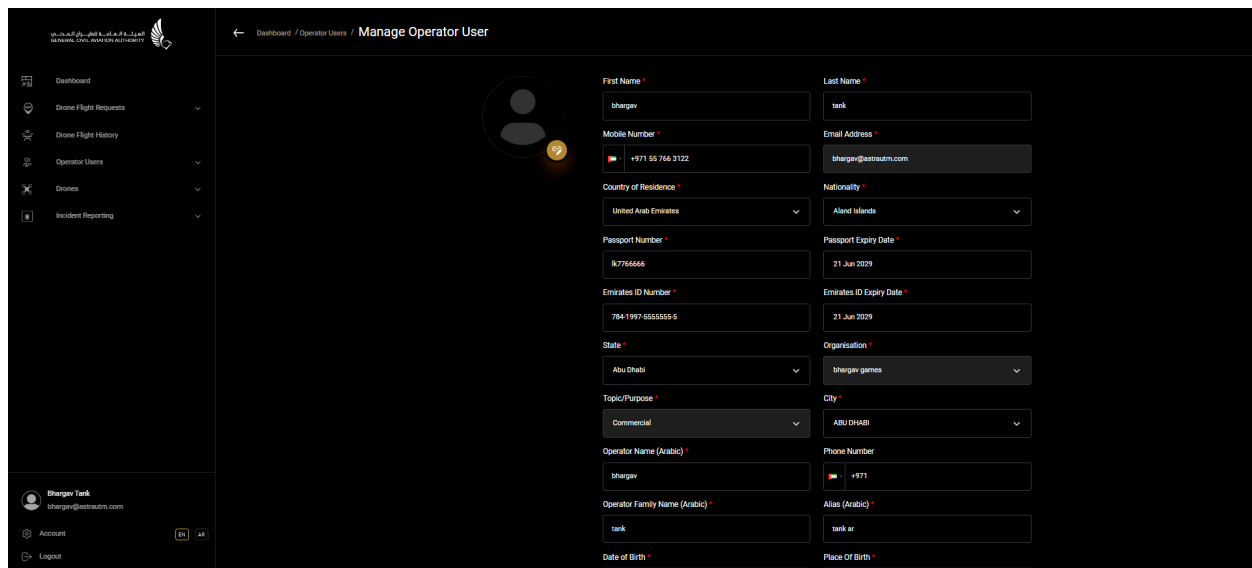 الهيئة العامة للطيران المدني
GENERAL CIVIL AVIATION AUTHORITY
Dashboard / Operator Users / Manage Operator User
Dashboard
Drone Flight Requests
Drone Flight History
Operator Users
Drones
Incident Reporting
Bhargav Tank
bhargav@astrautm.com
Account EN AR
Logout
First Name * Last Name *
bhargav tank
Mobile Number * Email Address *
+971 55 766 3122 bhargav@astrautm.com
Country of Residence * Nationality *
United Arab Emirates Aland Islands
Passport Number * Passport Expiry Date *
lk7766666 21 Jun 2029
Emirates ID Number * Emirates ID Expiry Date *
784-1997-5555555-5 21 Jun 2029
State * Organisation *
Abu Dhabi bhargav games
Topic/Purpose * City *
Commercial ABU DHABI
Operator Name (Arabic) * Phone Number
bhargav +971
Operator Family Name (Arabic) * Alias (Arabic) *
tank tank ar
Date of Birth * Place Of Birth *